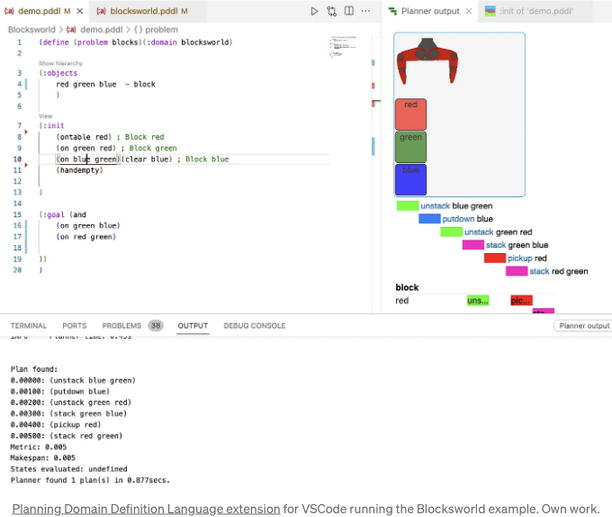 demo.pddl M
blocksworld.pddl M
Planner output
:init of 'demo.pddl'
Blocksworld > demo.pddl > {} problem
1 (define (problem blocks)(:domain blocksworld)
2
Show hierarchy
3 (:objects
4 red green blue - block
5 )
6
View
7 (:init
8 (ontable red) ; Block red
9 (on green red) ; Block green
10 (on blue green)(clear blue) ; Block blue
11 (handempty)
12
13 )
14
15 (:goal (and
16 (on green blue)
17 (on red green)
18
19 ))
20 )
red
green
blue
unstack blue green
putdown blue
unstack green red
stack green blue
pickup red
stack red green
block
red
uns...
pic...
TERMINAL PORTS PROBLEMS 38 OUTPUT DEBUG CONSOLE
Planner output
Plan found:
0.00000: (unstack blue green)
0.00100: (putdown blue)
0.00200: (unstack green red)
0.00300: (stack green blue)
0.00400: (pickup red)
0.00500: (stack red green)
Metric: 0.005
Makespan: 0.005
States evaluated: undefined
Planner found 1 plan(s) in 0.877secs.
Planning Domain Definition Language extension for VSCode running the Blocksworld example. Own work.